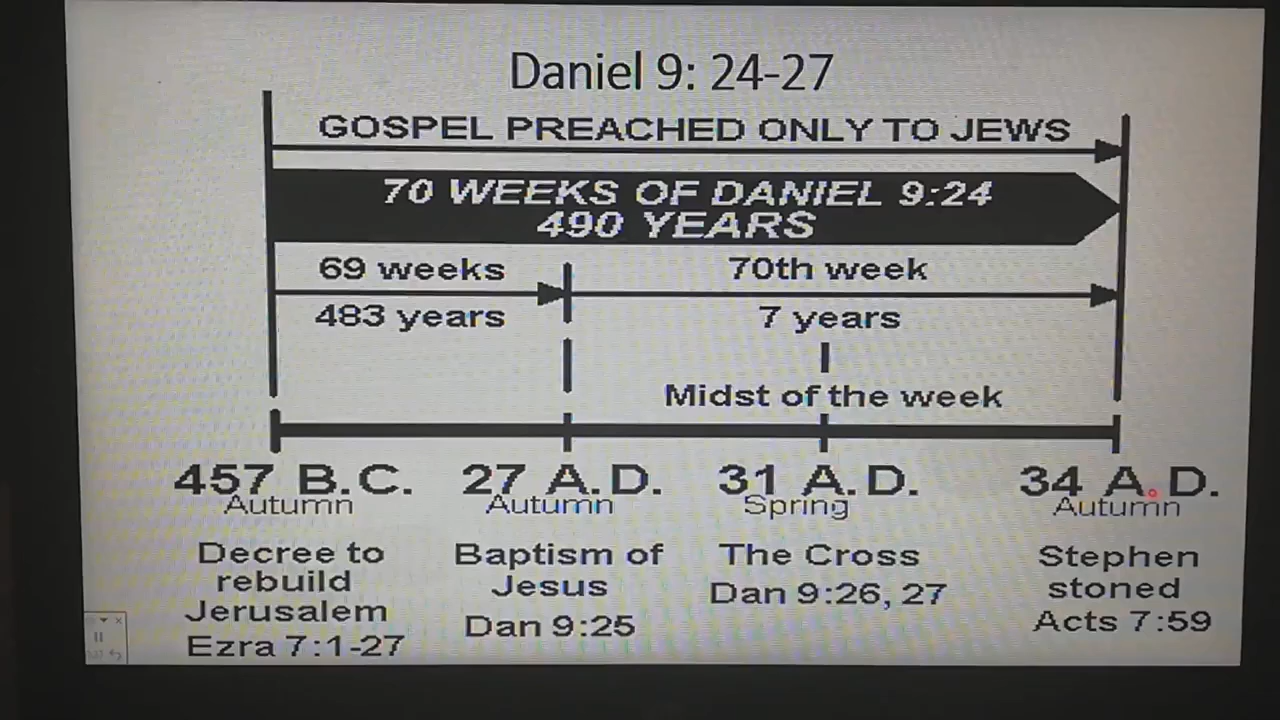 Daniel 9: 24-27
GOSPEL PREACHED ONLY TO JEWS
70 WEEKS OF DANIEL 9:24
490 YEARS
69 weeks
70th week
483 years
7 years
Midst of the week
457 B.C.
Autumn
Decree to
rebuild
Jerusalem
Ezra 7:1-27
27 A.D.
Autumn
Baptism of
Jesus
Dan 9:25
31 A.D.
Spring
The Cross
Dan 9:26, 27
34 A.D.
Autumn
Stephen
stoned
Acts 7:59